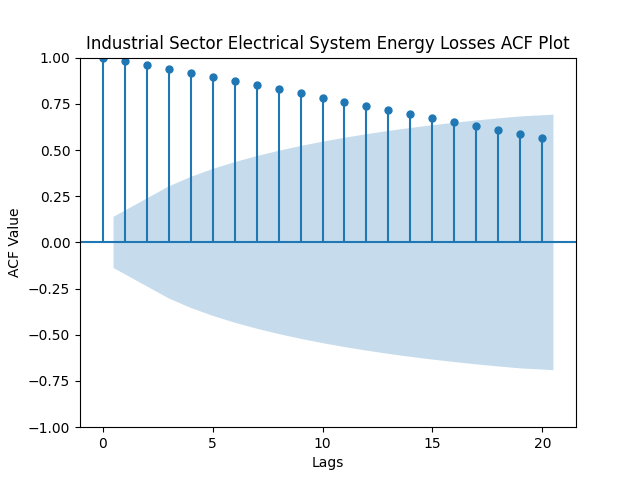 Industrial Sector Electrical System Energy Losses ACF Plot
1.00
0.75
0.50
0.25
0.00
−0.25
−0.50
−0.75
−1.00
ACF Value
0 5 10 15 20
Lags